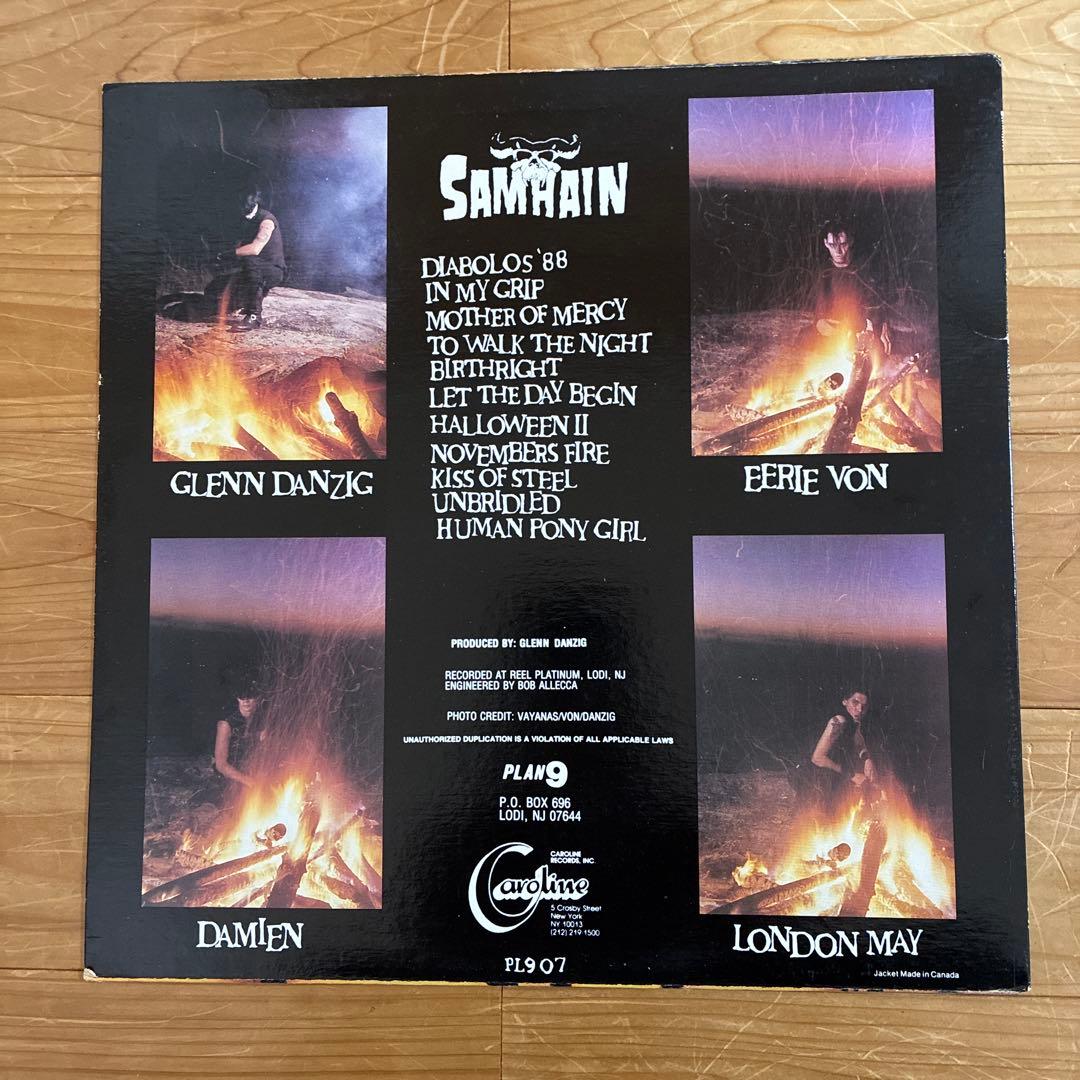 SAMHAIN
DIABOLOS '88
IN MY GRIP
MOTHER OF MERCY
TO WALK THE NIGHT
BIRTHRIGHT
LET THE DAY BEGIN
HALLOWEEN II
NOVEMBERS FIRE
KISS OF STEEL
UNBRIDLED
HUMAN PONY GIRL
GLENN DANZIG
EERIE VON
DAMIEN
LONDON MAY
PRODUCED BY: GLENN DANZIG
RECORDED AT REEL PLATINUM, LODI, NJ
ENGINEERED BY BOB ALLECCA
PHOTO CREDIT: VAYANAS/VON/DANZIG
UNAUTHORIZED DUPLICATION IS A VIOLATION OF ALL APPLICABLE LAWS
PLAN 9
P.O. BOX 696
LODI, NJ 07644
CAROLINE
RECORDS, INC.
Caroline
5 Crosby Street
New York
NY 10013
(212) 219-1500
PL9 07
Jacket Made in Canada